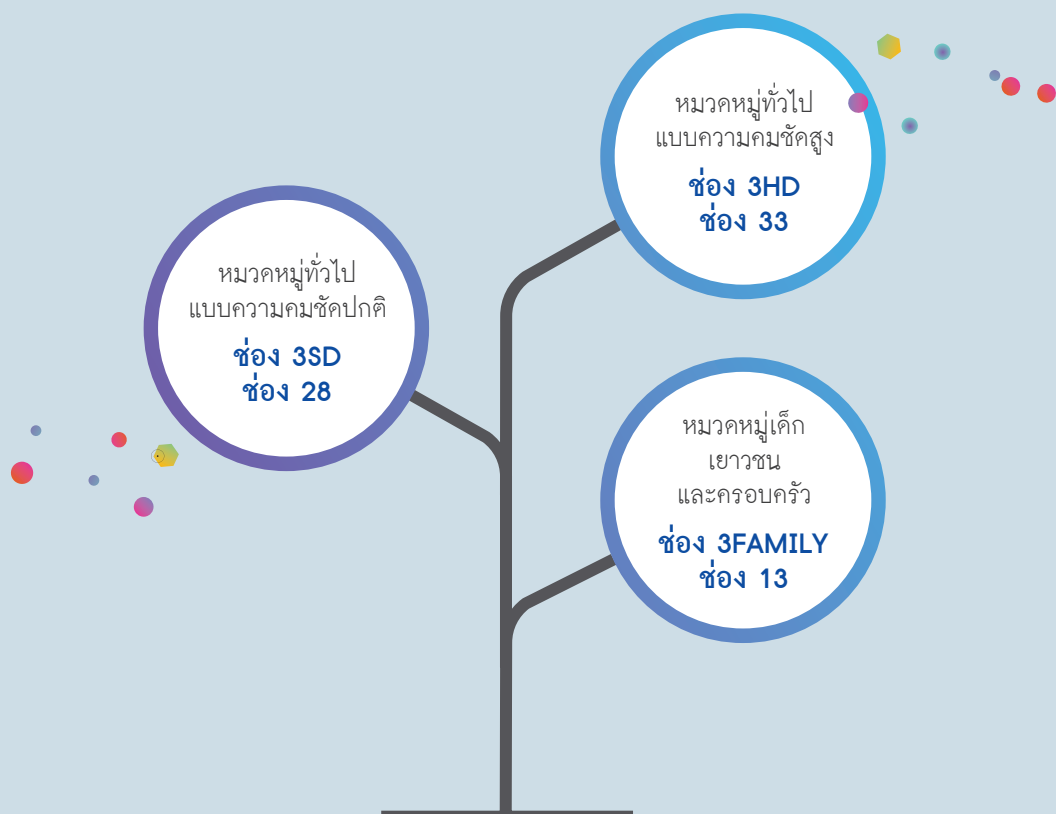 หมวดหมู่ทั่วไป
แบบความคมชัดสูง
ช่อง 3HD
ช่อง 33
หมวดหมู่ทั่วไป
แบบความคมชัดปกติ
ช่อง 3SD
ช่อง 28
หมวดหมู่เด็ก
เยาวชน
และครอบครัว
ช่อง 3FAMILY
ช่อง 13